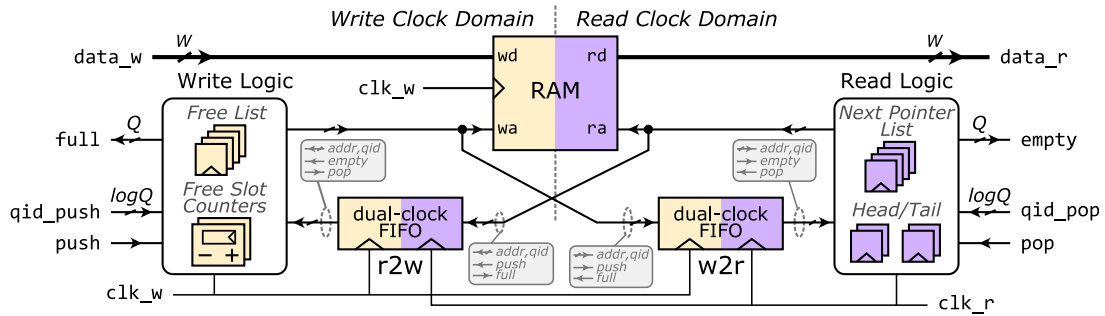 Write Clock Domain
Read Clock Domain
data_w
W
wd
rd
W
data_r
Write Logic
clk_w
RAM
Read Logic
full
Q
Free List
wa
ra
Next Pointer
List
Q
empty
addr,qid
empty
pop
addr,qid
empty
pop
qid_push
logQ
Free Slot
Counters
dual-clock
FIFO
dual-clock
FIFO
Head/Tail
logQ
qid_pop
push
− +
r2w
addr,qid
push
full
addr,qid
push
full
w2r
pop
clk_w
clk_r